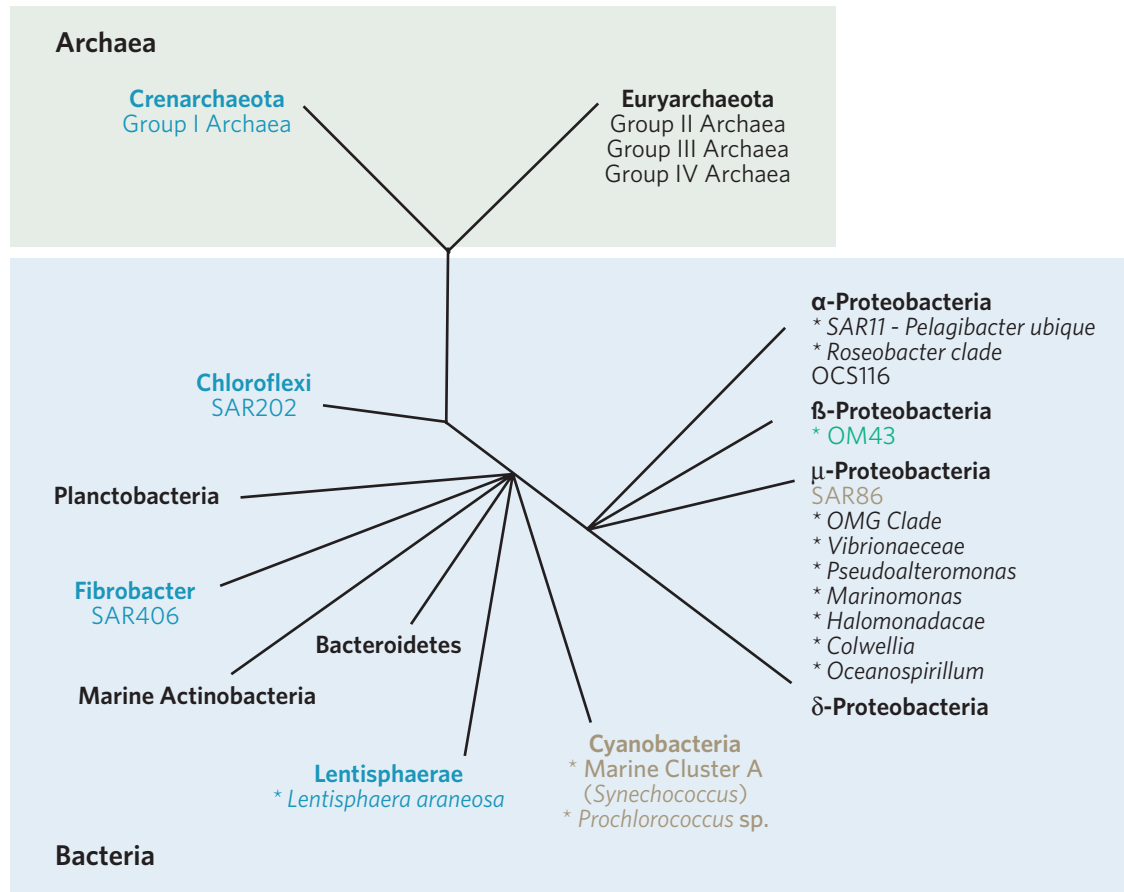 Archaea
Crenarchaeota
Group I Archaea
Euryarchaeota
Group II Archaea
Group III Archaea
Group IV Archaea
α-Proteobacteria
* SAR11 - Pelagibacter ubique
* Roseobacter clade
OCS116
ß-Proteobacteria
* OM43
μ-Proteobacteria
SAR86
* OMG Clade
* Vibrionaeceae
* Pseudoalteromonas
* Marinomonas
* Halomonadacae
* Colwellia
* Oceanospirillum
δ-Proteobacteria
Chloroflexi
SAR202
Planctobacteria
Fibrobacter
SAR406
Bacteroidetes
Marine Actinobacteria
Lentisphaerae
* Lentisphaera araneosa
Cyanobacteria
* Marine Cluster A
(Synechococcus)
* Prochlorococcus sp.
Bacteria